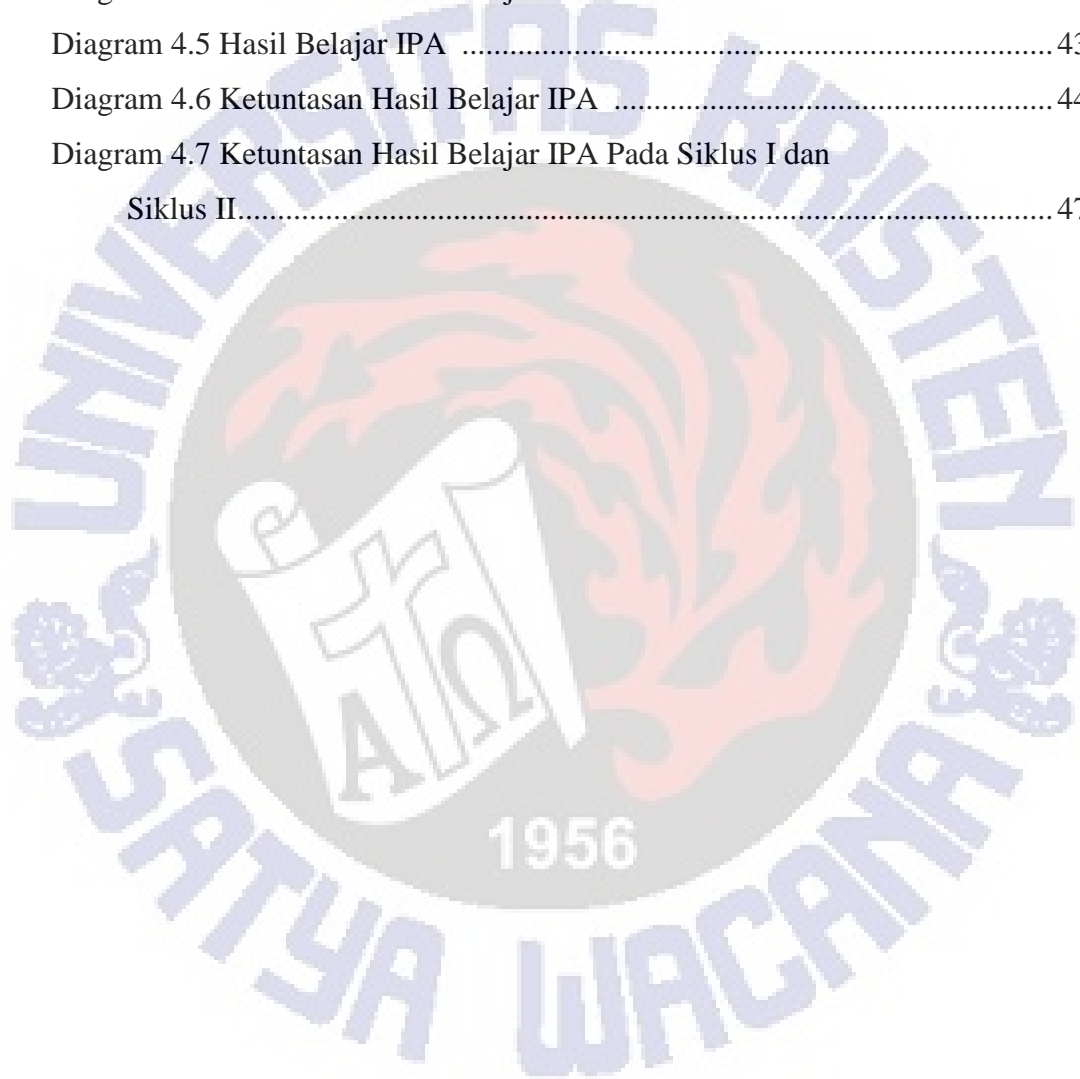 Diagram 4.5 Hasil Belajar IPA ........................................................................ 43
Diagram 4.6 Ketuntasan Hasil Belajar IPA ..................................................... 44
Diagram 4.7 Ketuntasan Hasil Belajar IPA Pada Siklus I dan
Siklus II..................................................................................................... 47
UNIVERSITAS KRISTEN
SATYA WACANA
Α Ω
1956